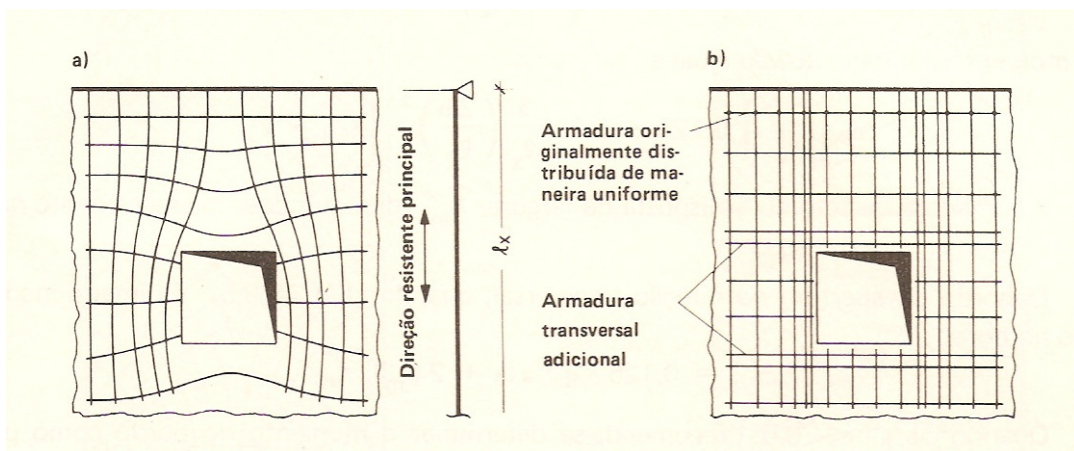 a)
Direção resistente principal
ℓx
b)
Armadura ori-
ginalmente dis-
tribuída de ma-
neira uniforme
Armadura
transversal
adicional